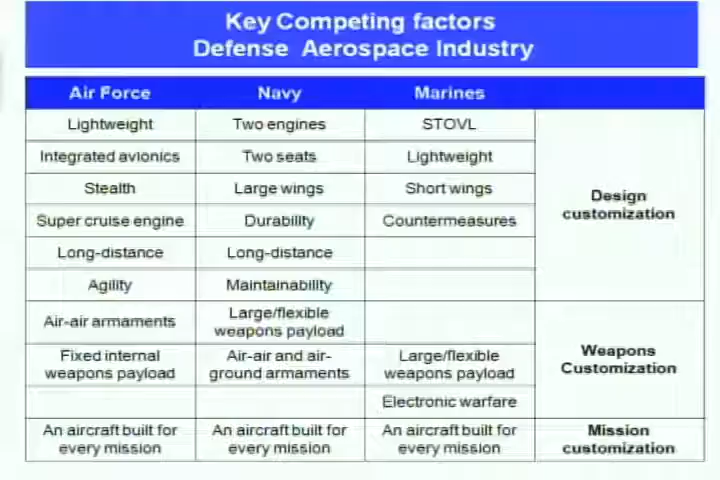 Key Competing factors
Defense Aerospace Industry
Air Force Navy Marines
Lightweight Two engines STOVL
Integrated avionics Two seats Lightweight
Stealth Large wings Short wings
Design
customization
Super cruise engine Durability Countermeasures
Long-distance Long-distance
Agility Maintainability
Air-air armaments Large/flexible
weapons payload
Fixed internal Air-air and air- Large/flexible
weapons payload ground armaments weapons payload
Weapons
Customization
Electronic warfare
An aircraft built for An aircraft built for An aircraft built for Mission
every mission every mission every mission customization